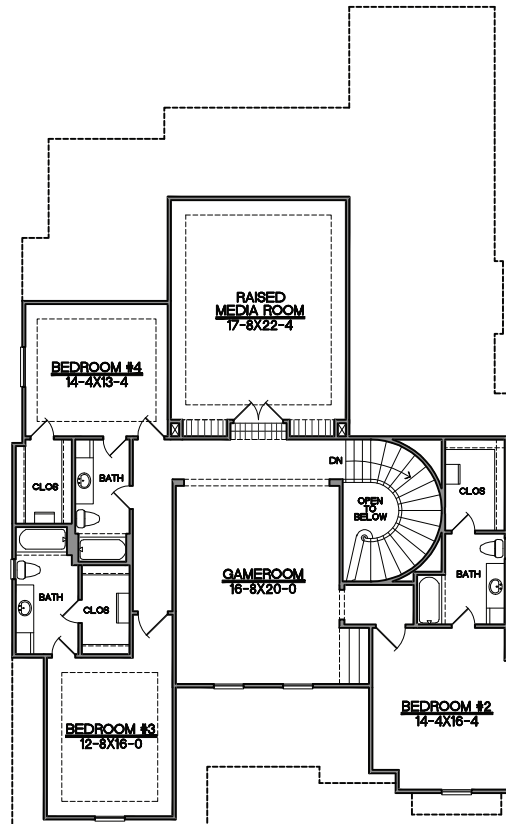 RAISED
MEDIA ROOM
17-8X22-4
BEDROOM #4
14-4X13-4
DN
BATH
CLOS
CLOS
OPEN
TO
BELOW
GAMEROOM
16-8X20-0
BATH
BATH
CLOS
BEDROOM #2
14-4X16-4
BEDROOM #3
12-8X16-0